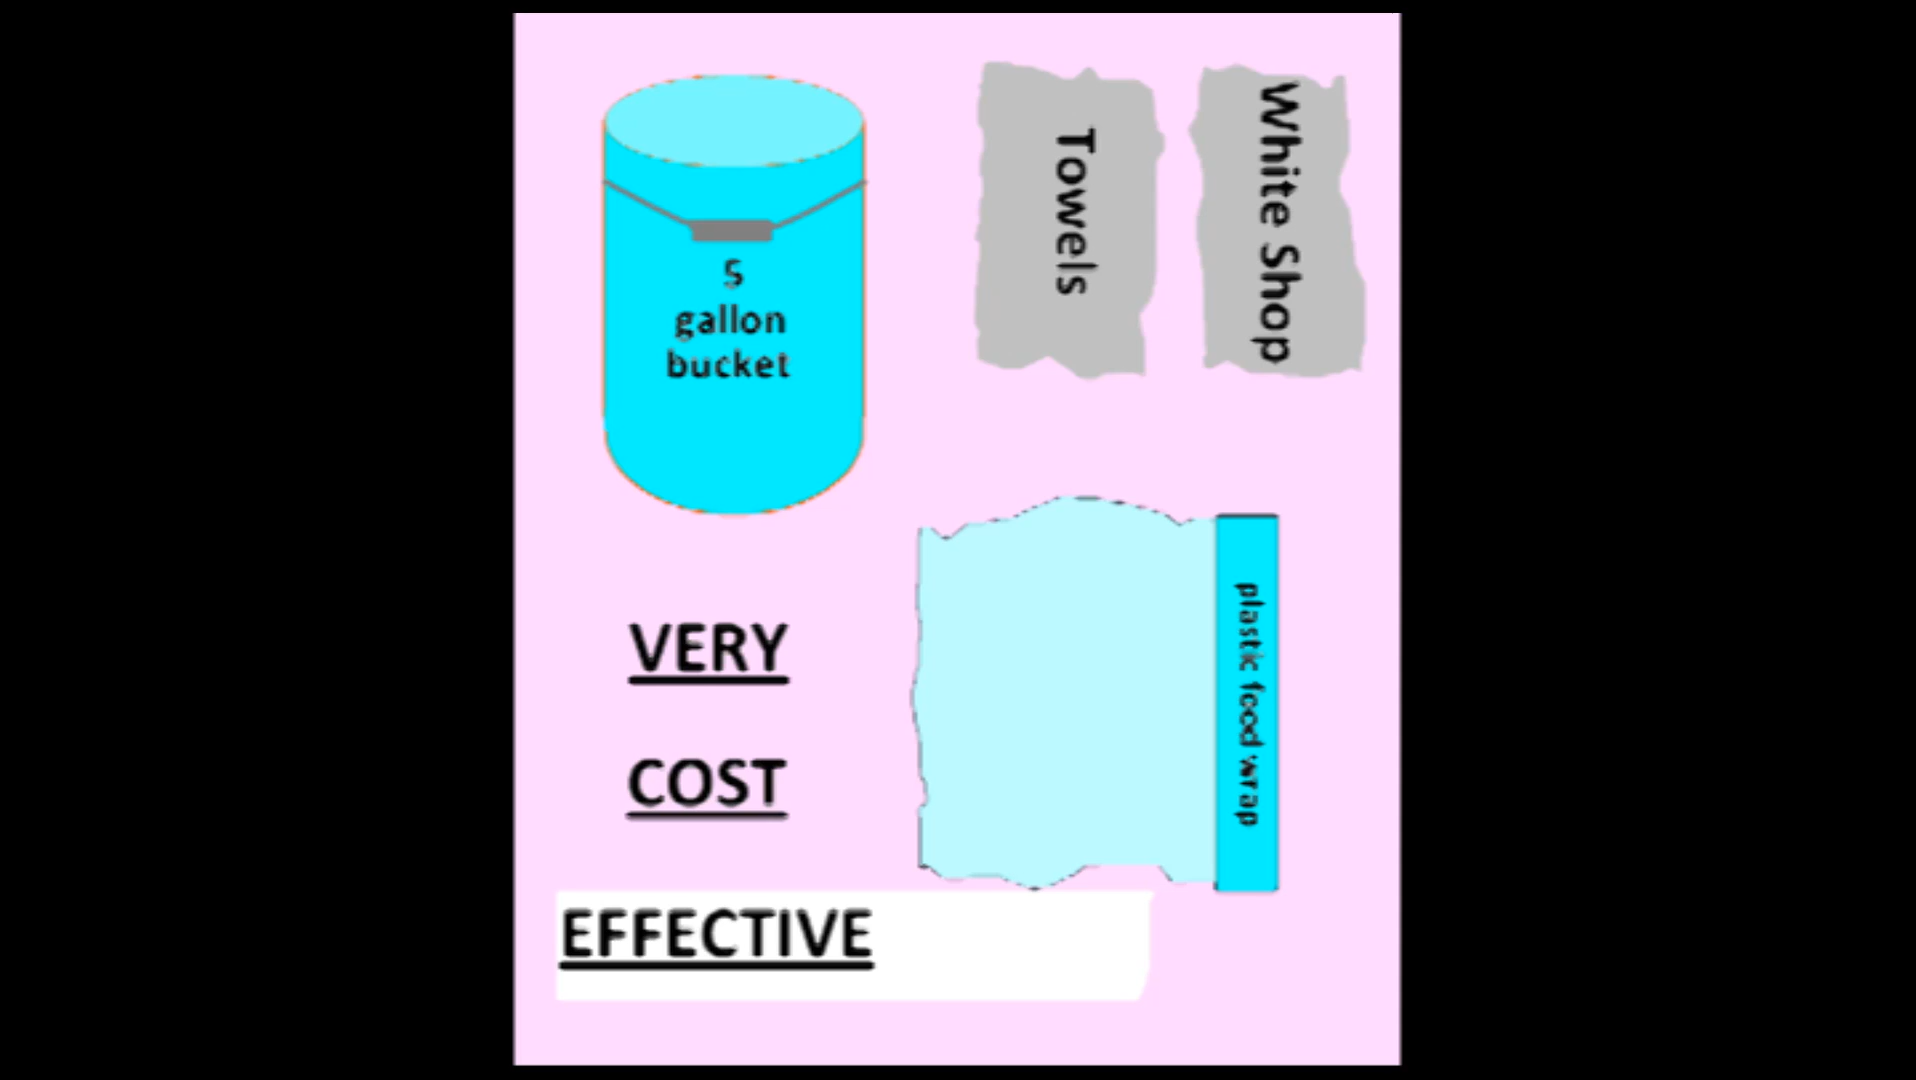 5
gallon
bucket
White Shop
Towels
plastic food wrap
VERY
COST
EFFECTIVE